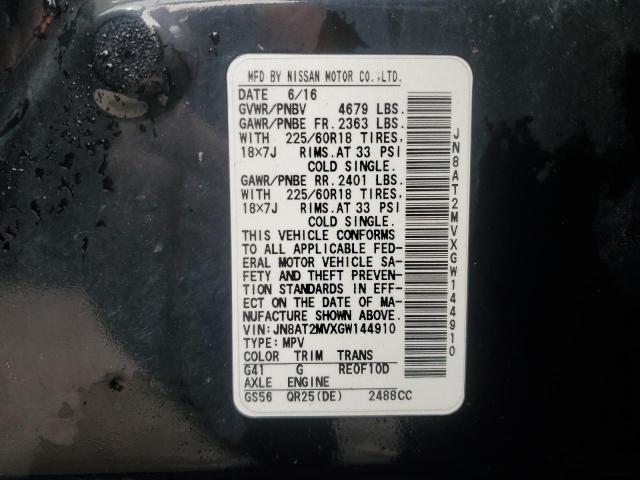 MFD BY NISSAN MOTOR CO.,LTD.
DATE 6/16
GVWR/PNBV 4679 LBS.
GAWR/PNBE FR. 2363 LBS.
WITH 225/60R18 TIRES,
18×7J RIMS. AT 33 PSI
COLD SINGLE.
GAWR/PNBE RR. 2401 LBS.
WITH 225/60R18 TIRES,
18×7J RIMS. AT 33 PSI
COLD SINGLE.
THIS VEHICLE CONFORMS
TO ALL APPLICABLE FED-
ERAL MOTOR VEHICLE SA-
FETY AND THEFT PREVEN-
TION STANDARDS IN EFF-
ECT ON THE DATE OF MA-
NUFACTURE SHOWN ABOVE.
VIN: JN8AT2MVXGW144910
TYPE: MPV
COLOR TRIM TRANS
G41 G RE0F10D
AXLE ENGINE
GS56 QR25(DE) 2488CC
JN8AT2MVXGW144910